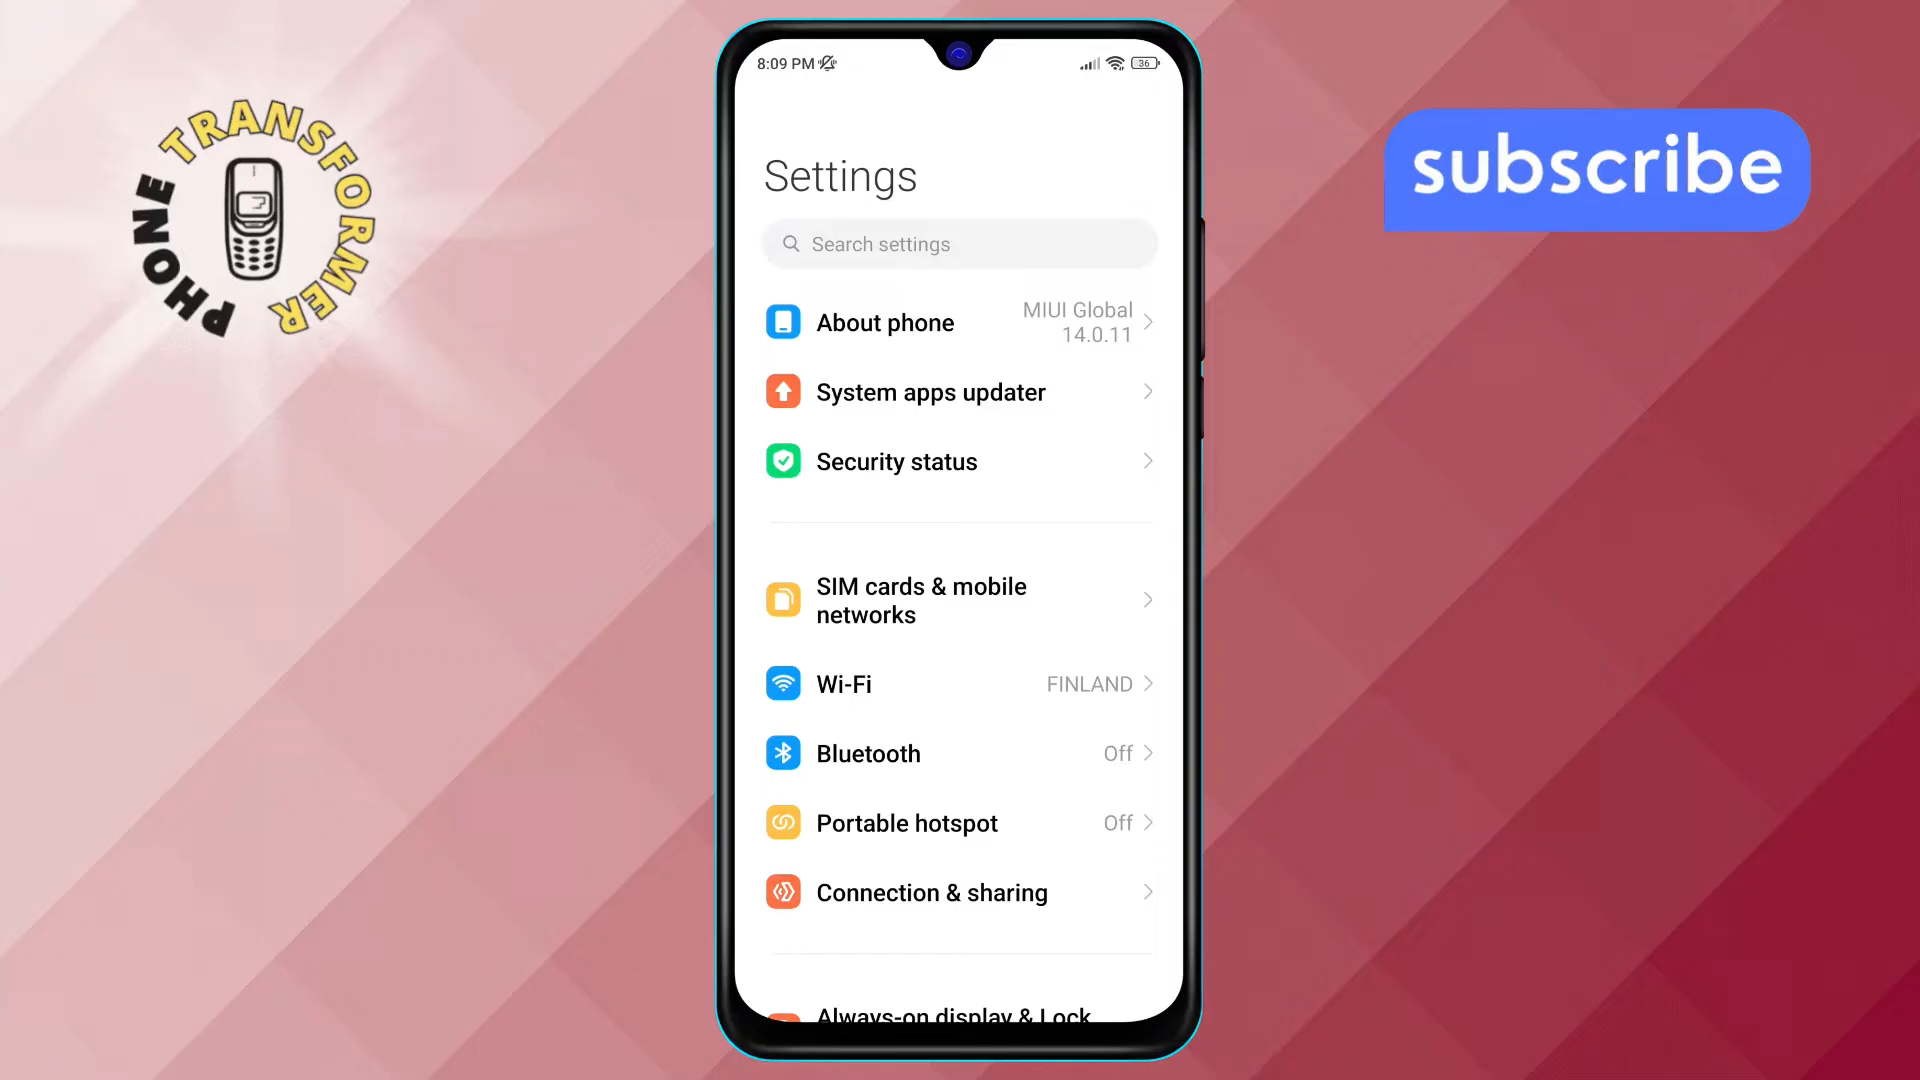 PHONE TRANSFORMER
subscribe
8:09 PM
36
Settings
Search settings
About phone
MIUI Global
14.0.11
System apps updater
Security status
SIM cards & mobile
networks
Wi-Fi
FINLAND
Bluetooth
Off
Portable hotspot
Off
Connection & sharing
Always-on display & Lock